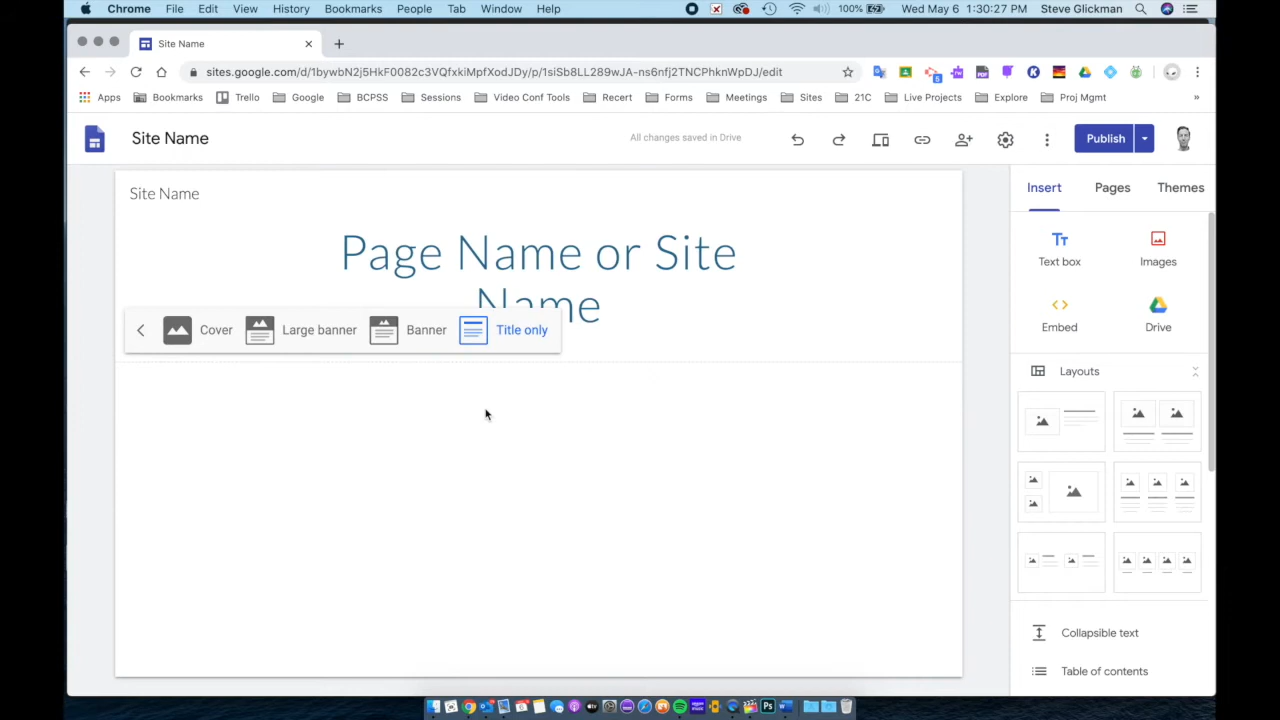 Chrome File Edit View History Bookmarks People Tab Window Help 100% Wed May 6 1:30:27 PM Steve Glickman
Site Name
sites.google.com/d/1bywbN2j5HkF0082c3VQfxkiMpfXodJDy/p/1siSb8LL289wJA-ns6nfj2TNCPhknWpDJ/edit
Apps Bookmarks Trello Google BCPSS Sessions Video Conf Tools Recert Forms Meetings Sites 21C Live Projects Explore Proj Mgmt »
Site Name All changes saved in Drive Publish
Insert Pages Themes
Site Name
Page Name or Site
Name
Cover Large banner Banner Title only
Text box Images
Embed Drive
Layouts
Collapsible text
Table of contents